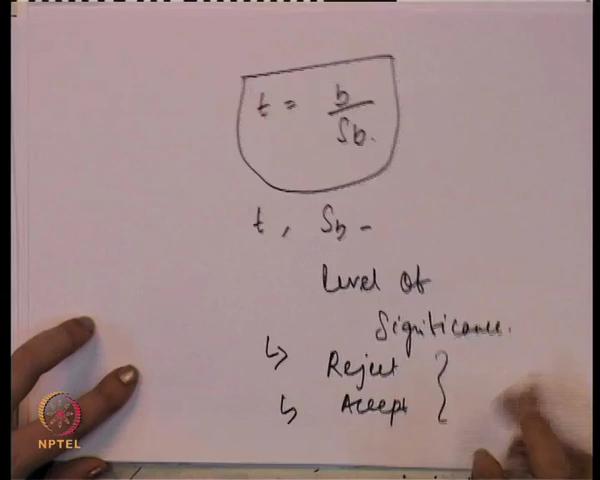 t = b / Sb.
t, Sb -
Level of
Significance.
↳ Reject }
↳ Accept
NPTEL